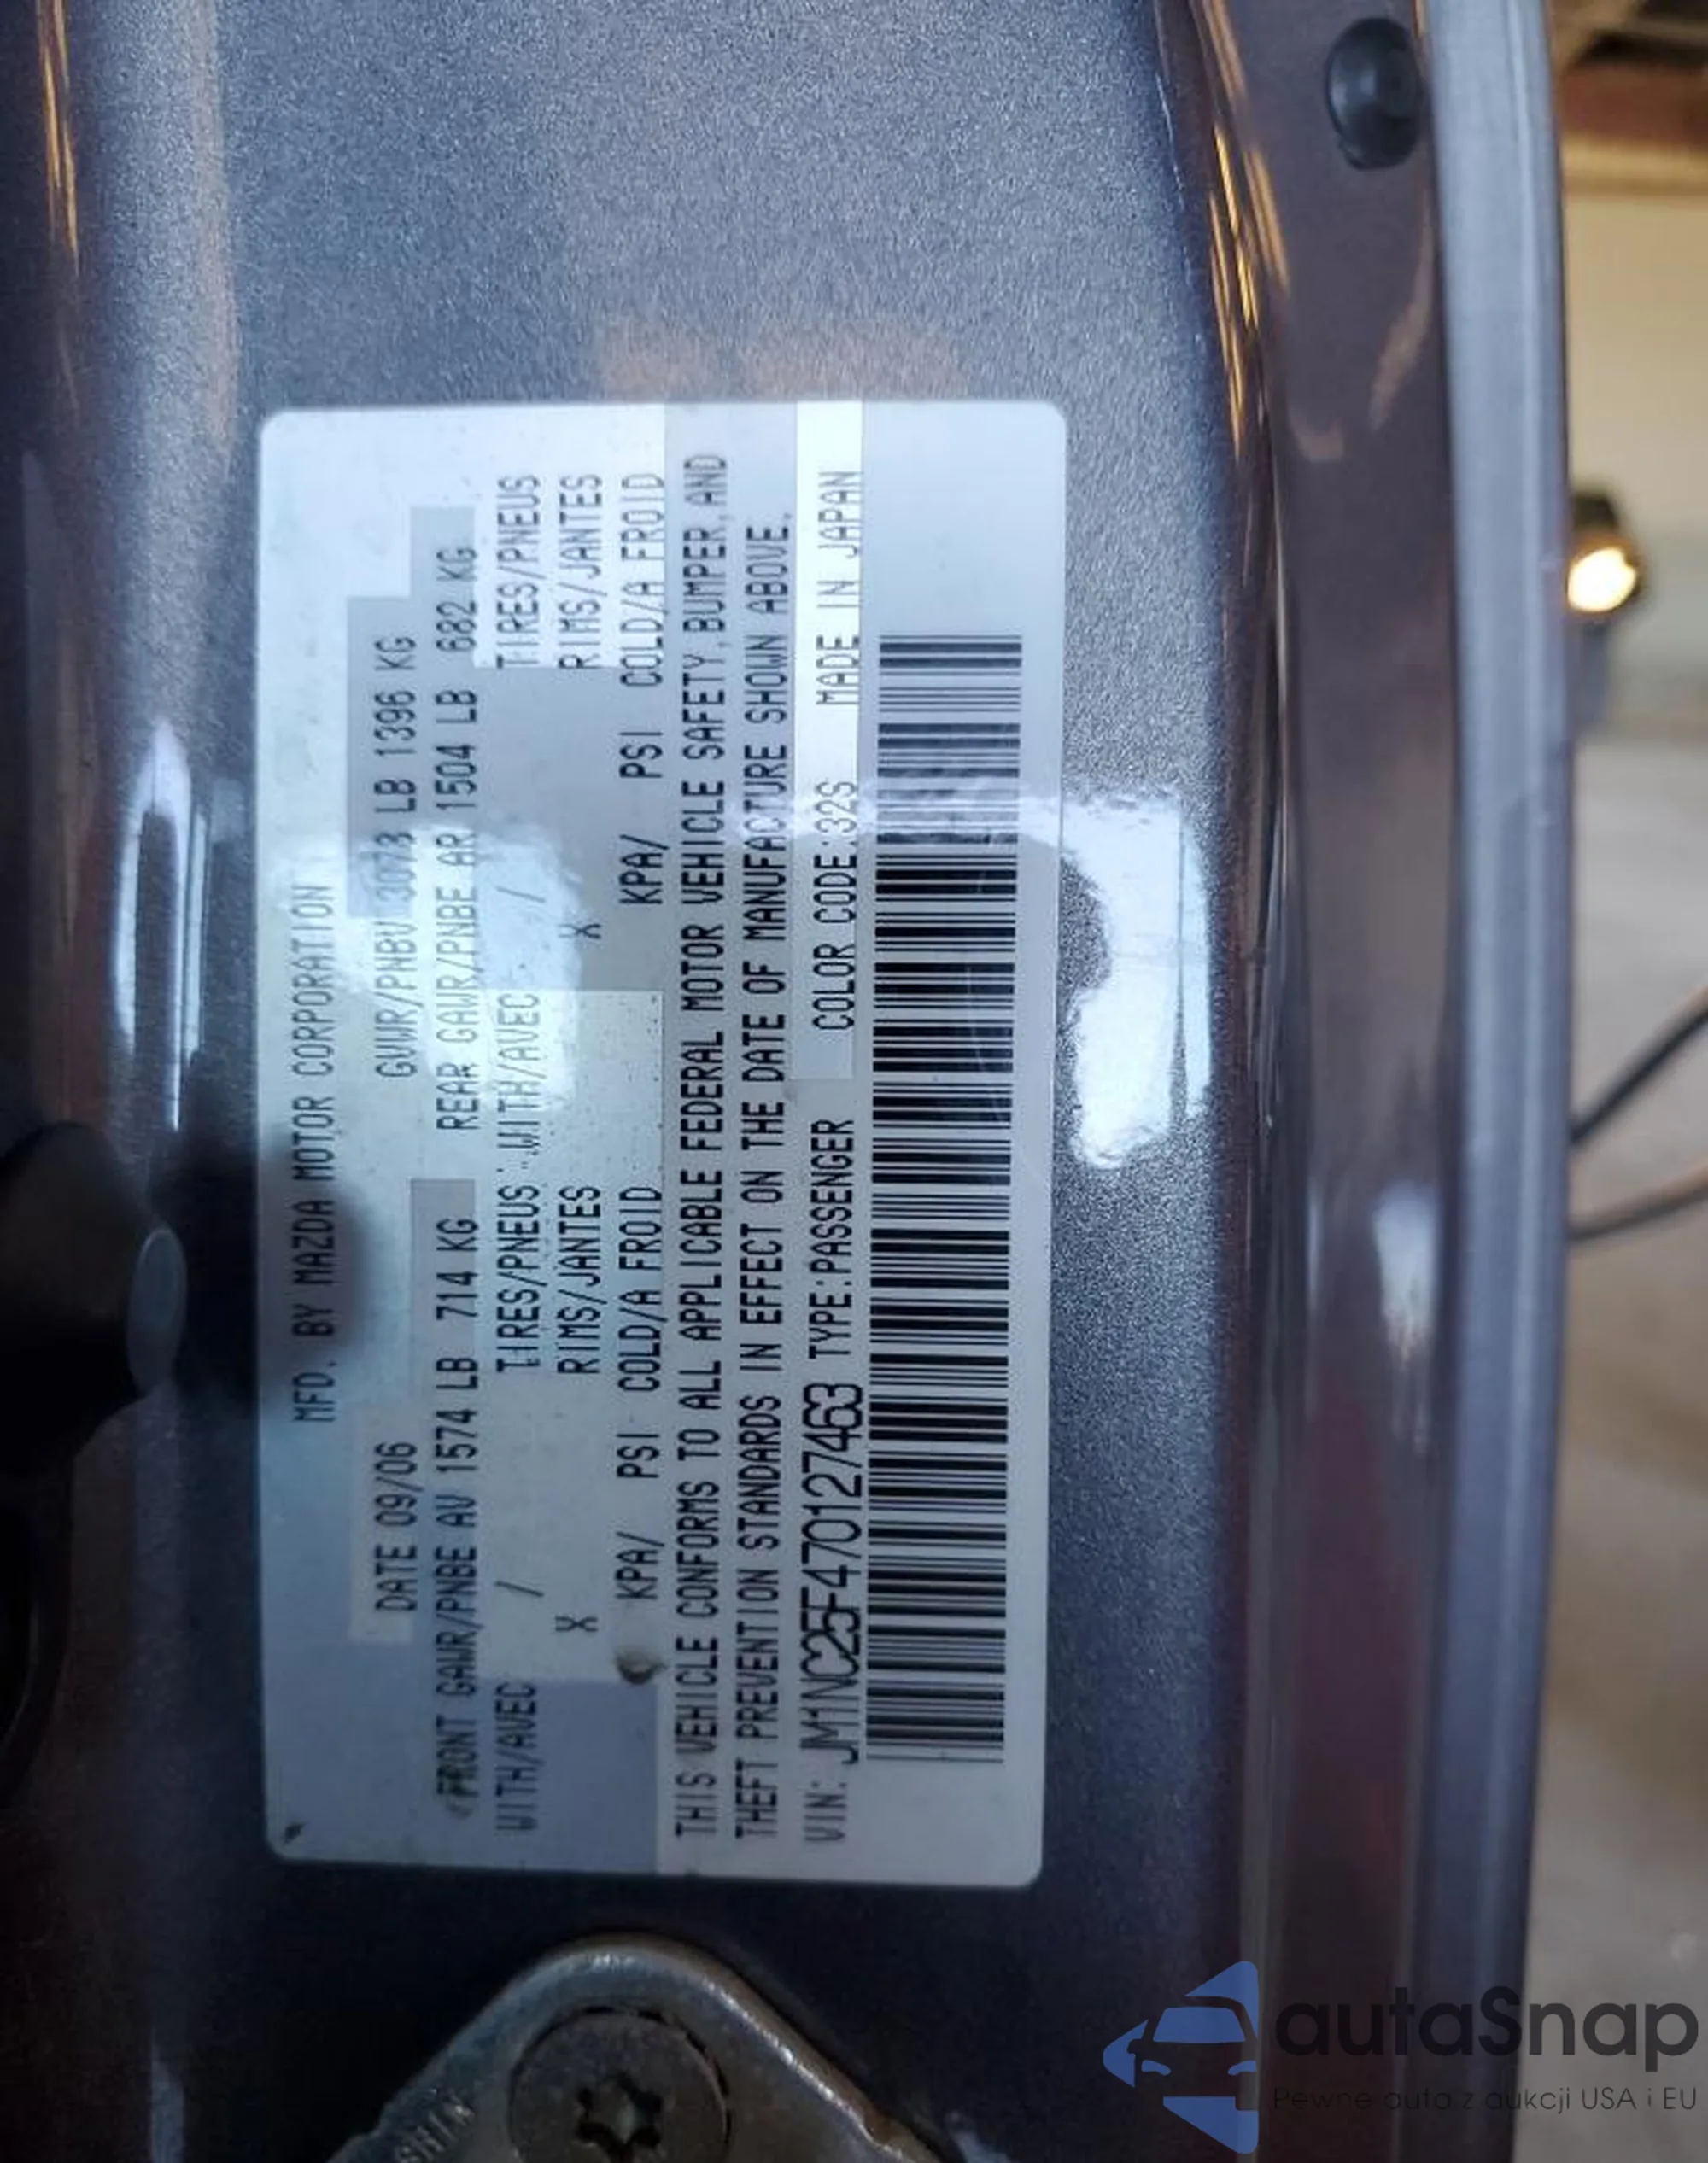 MFD. BY MAZDA MOTOR CORPORATION
DATE 09/06 GVWR/PNBV 3073 LB 1396 KG
FRONT GAWR/PNBE AV 1574 LB 714 KG REAR GAWR/PNBE AR 1504 LB 682 KG
WITH/AVEC / TIRES/PNEUS WITH/AVEC / TIRES/PNEUS
X RIMS/JANTES X RIMS/JANTES
KPA/ PSI COLD/A FROID KPA/ PSI COLD/A FROID
THIS VEHICLE CONFORMS TO ALL APPLICABLE FEDERAL MOTOR VEHICLE SAFETY, BUMPER, AND
THEFT PREVENTION STANDARDS IN EFFECT ON THE DATE OF MANUFACTURE SHOWN ABOVE.
VIN: JM1NC25F470127463 TYPE:PASSENGER COLOR CODE:32S MADE IN JAPAN
autaSnap
Pewne auta z aukcji USA i EU